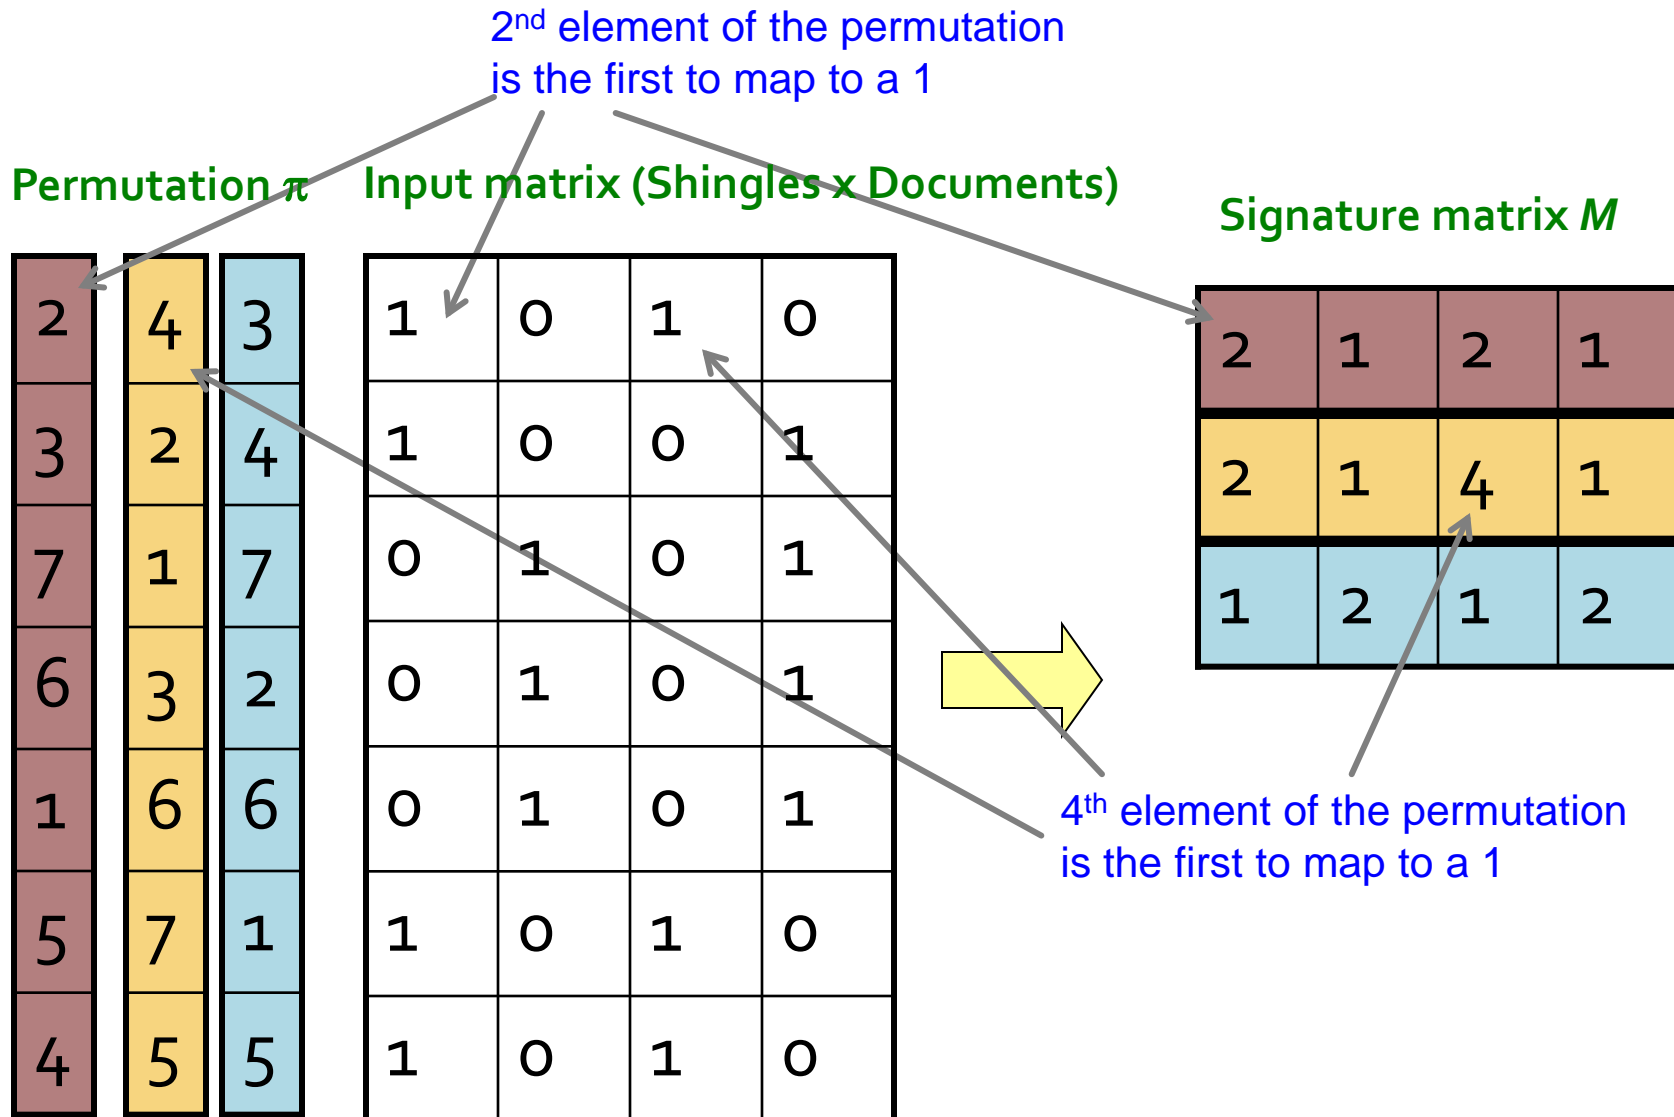 2nd element of the permutation
is the first to map to a 1
Permutation π
Input matrix (Shingles x Documents)
Signature matrix M
2 4 3 1 0 1 0
3 2 4 1 0 0 1
7 1 7 0 1 0 1
6 3 2 0 1 0 1
1 6 6 0 1 0 1
5 7 1 1 0 1 0
4 5 5 1 0 1 0
2 1 2 1
2 1 4 1
1 2 1 2
4th element of the permutation
is the first to map to a 1